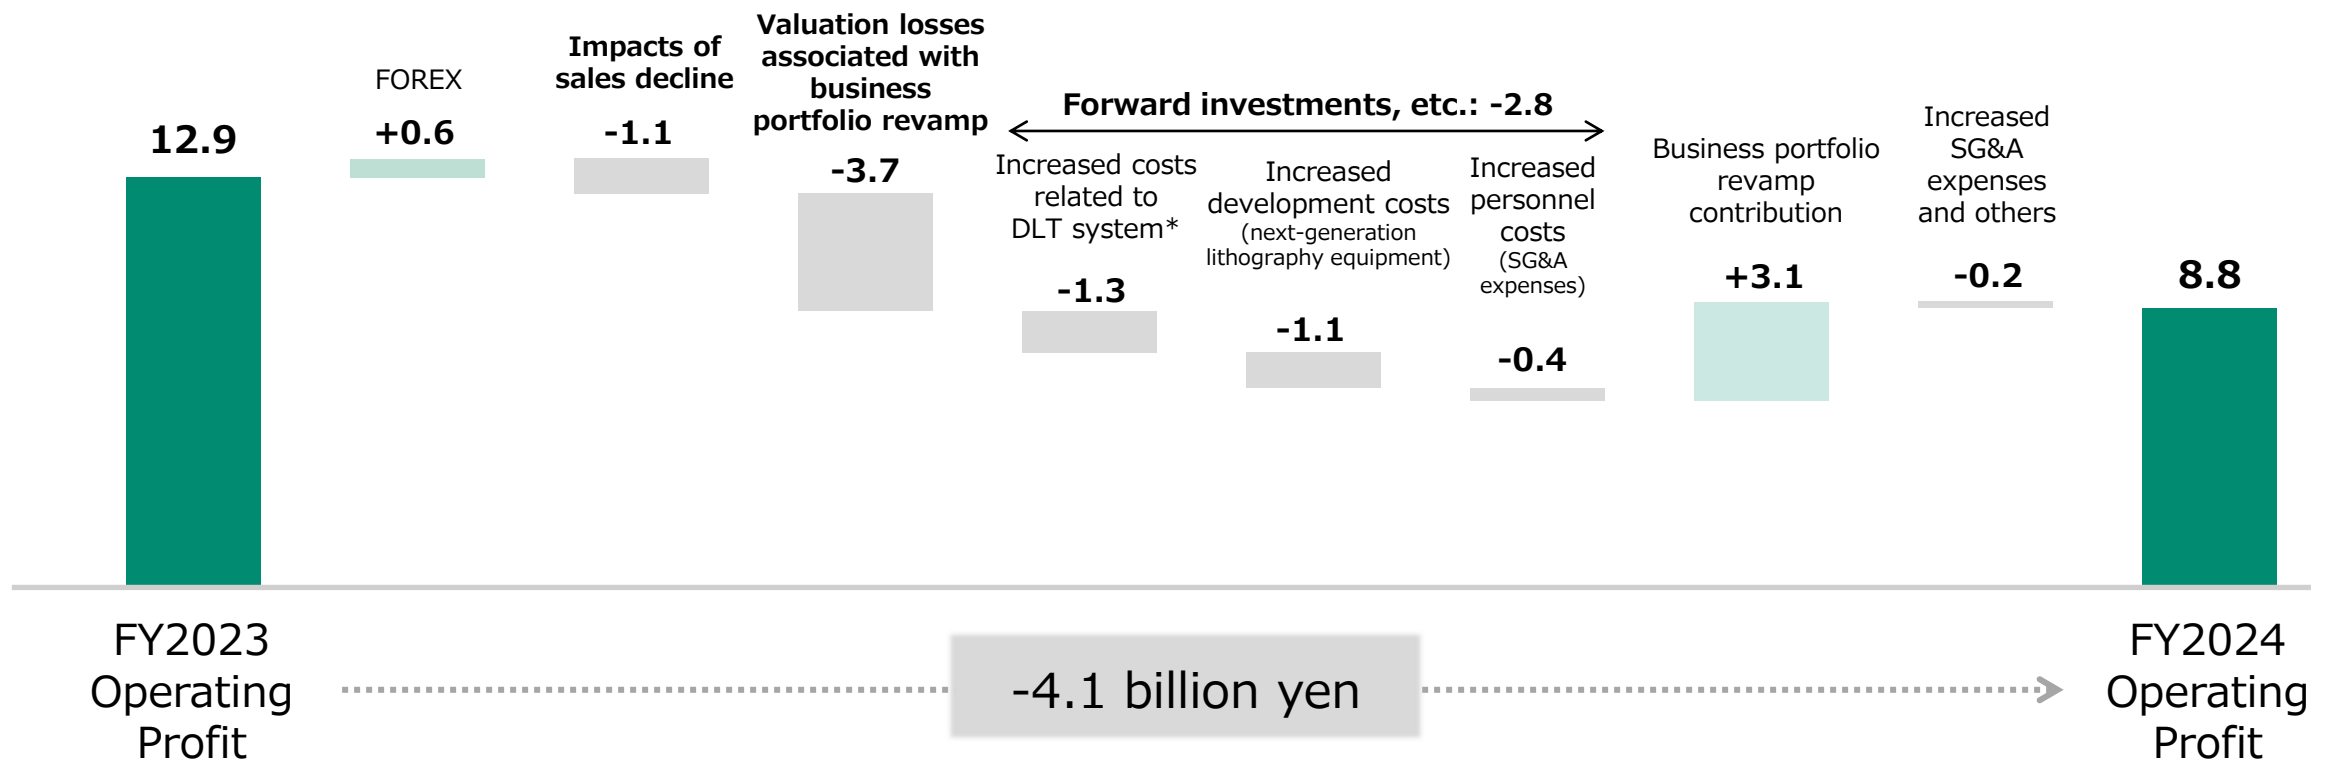 12.9
FOREX
+0.6
Impacts of
sales decline
-1.1
Valuation losses
associated with
business
portfolio revamp
-3.7
Forward investments, etc.: -2.8
Increased costs
related to
DLT system*
-1.3
Increased
development costs
(next-generation
lithography equipment)
-1.1
Increased
personnel
costs
(SG&A
expenses)
-0.4
Business portfolio
revamp
contribution
+3.1
Increased
SG&A
expenses
and others
-0.2
8.8
FY2023
Operating
Profit
-4.1 billion yen
FY2024
Operating
Profit